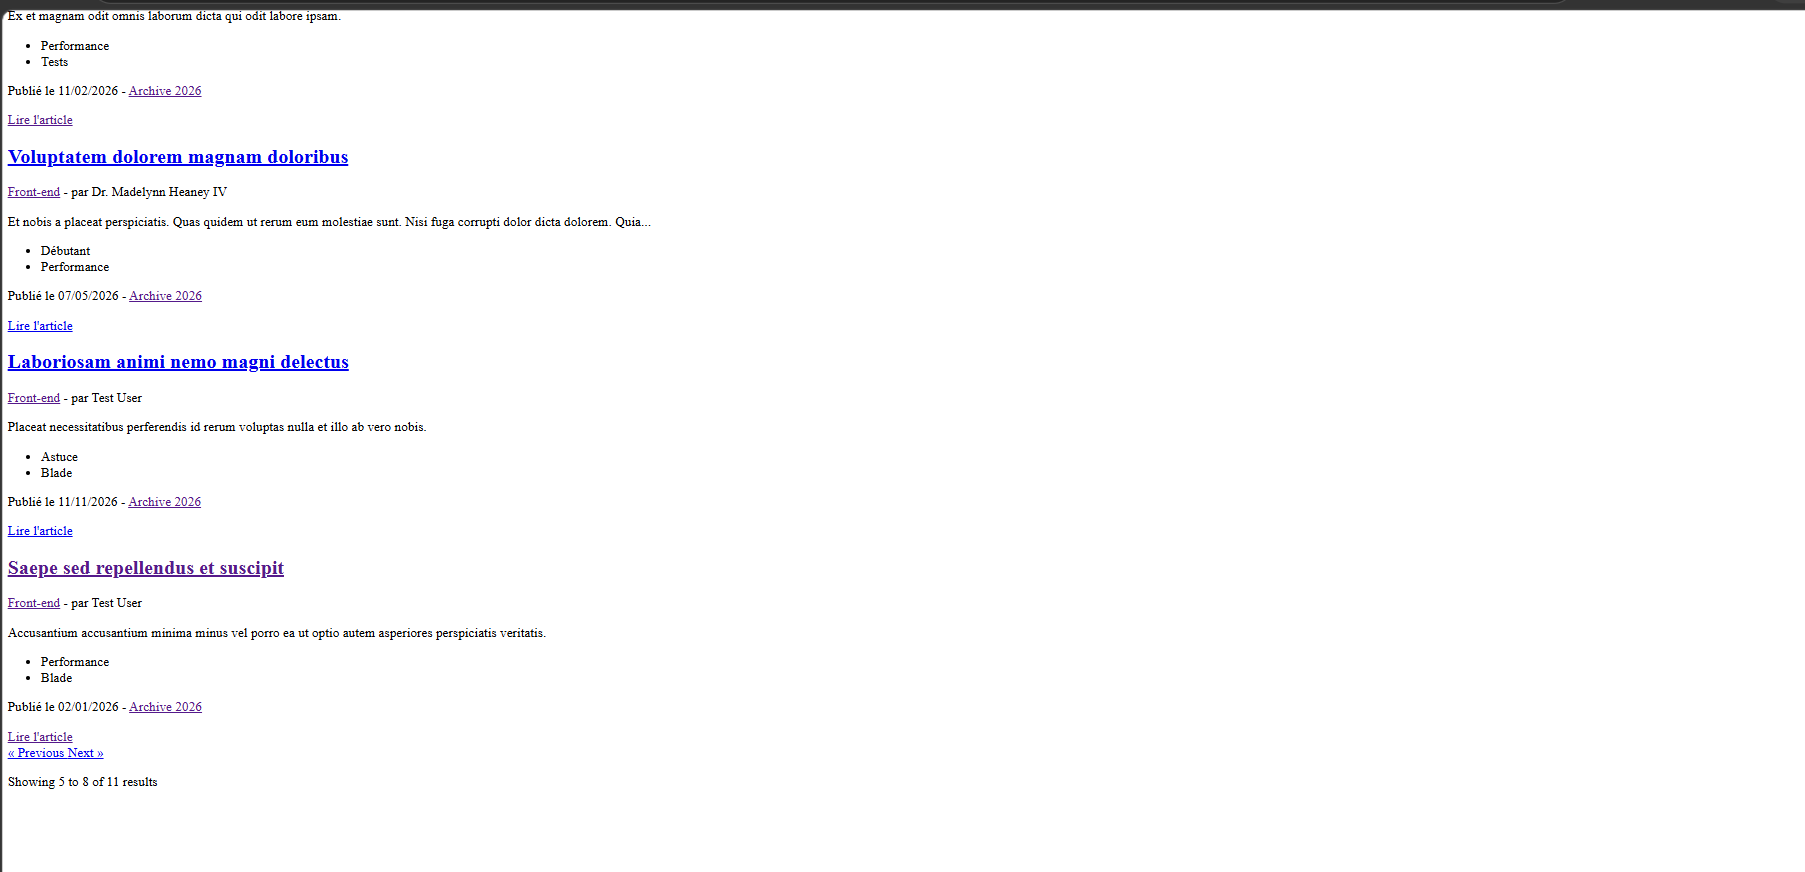 Ex et magnam odit omnis laborum dicta qui odit labore ipsam.
Performance
Tests
Publié le 11/02/2026 - Archive 2026
Lire l'article
Voluptatem dolorem magnam doloribus
Front-end - par Dr. Madelynn Heaney IV
Et nobis a placeat perspiciatis. Quas quidem ut rerum eum molestiae sunt. Nisi fuga corrupti dolor dicta dolorem. Quia...
Débutant
Performance
Publié le 07/05/2026 - Archive 2026
Lire l'article
Laboriosam animi nemo magni delectus
Front-end - par Test User
Placeat necessitatibus perferendis id rerum voluptas nulla et illo ab vero nobis.
Astuce
Blade
Publié le 11/11/2026 - Archive 2026
Lire l'article
Saepe sed repellendus et suscipit
Front-end - par Test User
Accusantium accusantium minima minus vel porro ea ut optio autem asperiores perspiciatis veritatis.
Performance
Blade
Publié le 02/01/2026 - Archive 2026
Lire l'article
« Previous Next »
Showing 5 to 8 of 11 results